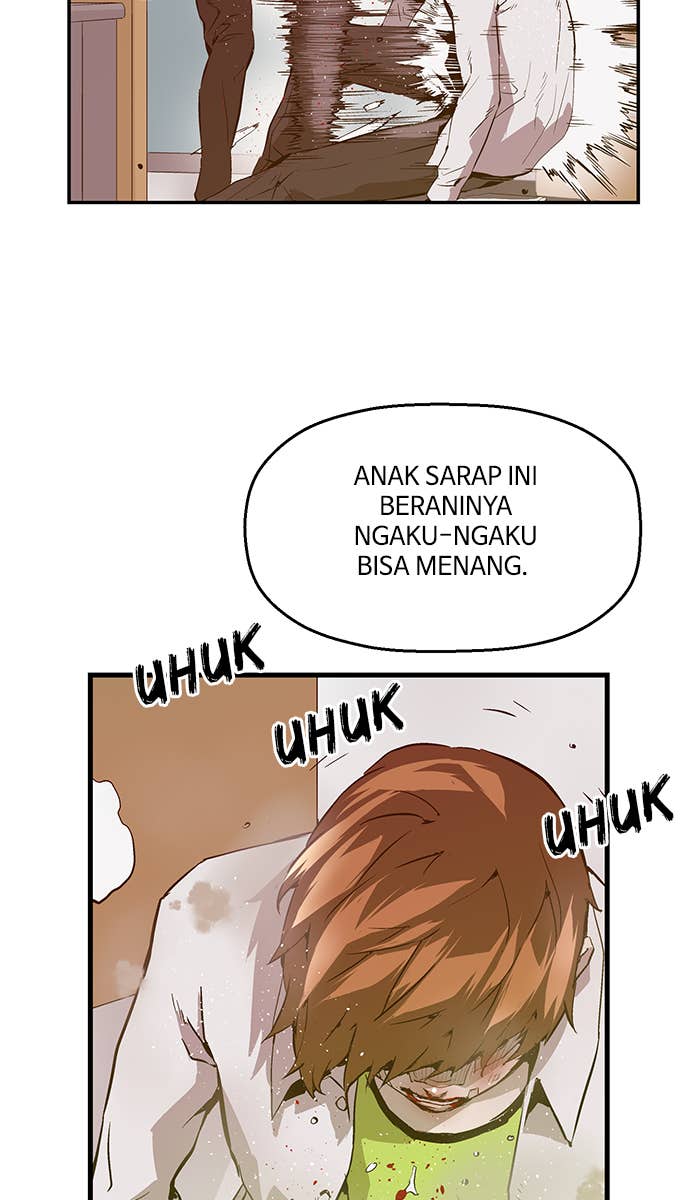 ANAK SARAP INI
BERANINYA
NGAKU-NGAKU
BISA MENANG.
UHUK
UHUK
UHUK